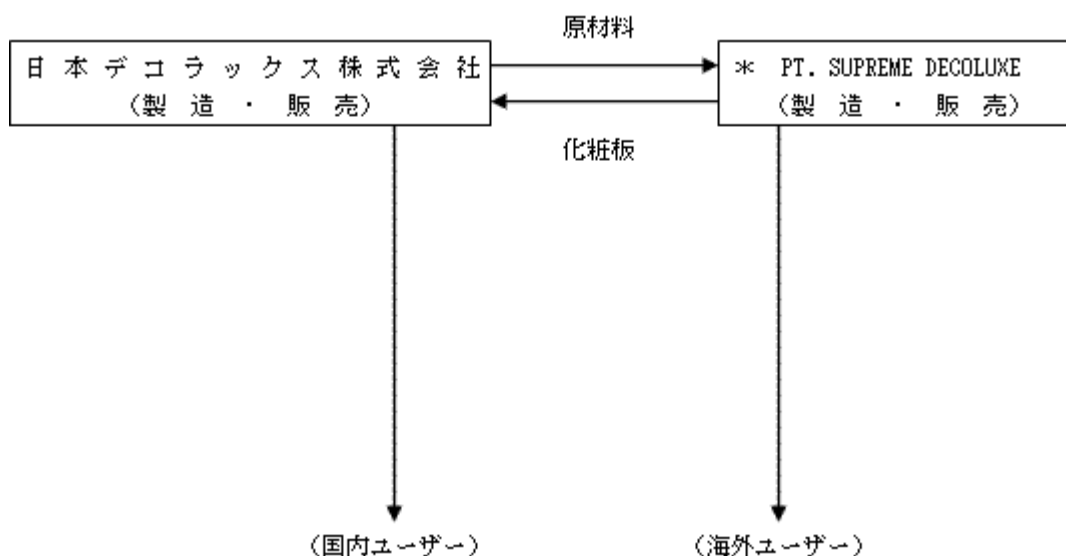 原材料
日本デコラックス株式会社
(製造・販売)
* PT. SUPREME DECOLUXE
(製造・販売)
化粧板
(国内ユーザー)
(海外ユーザー)